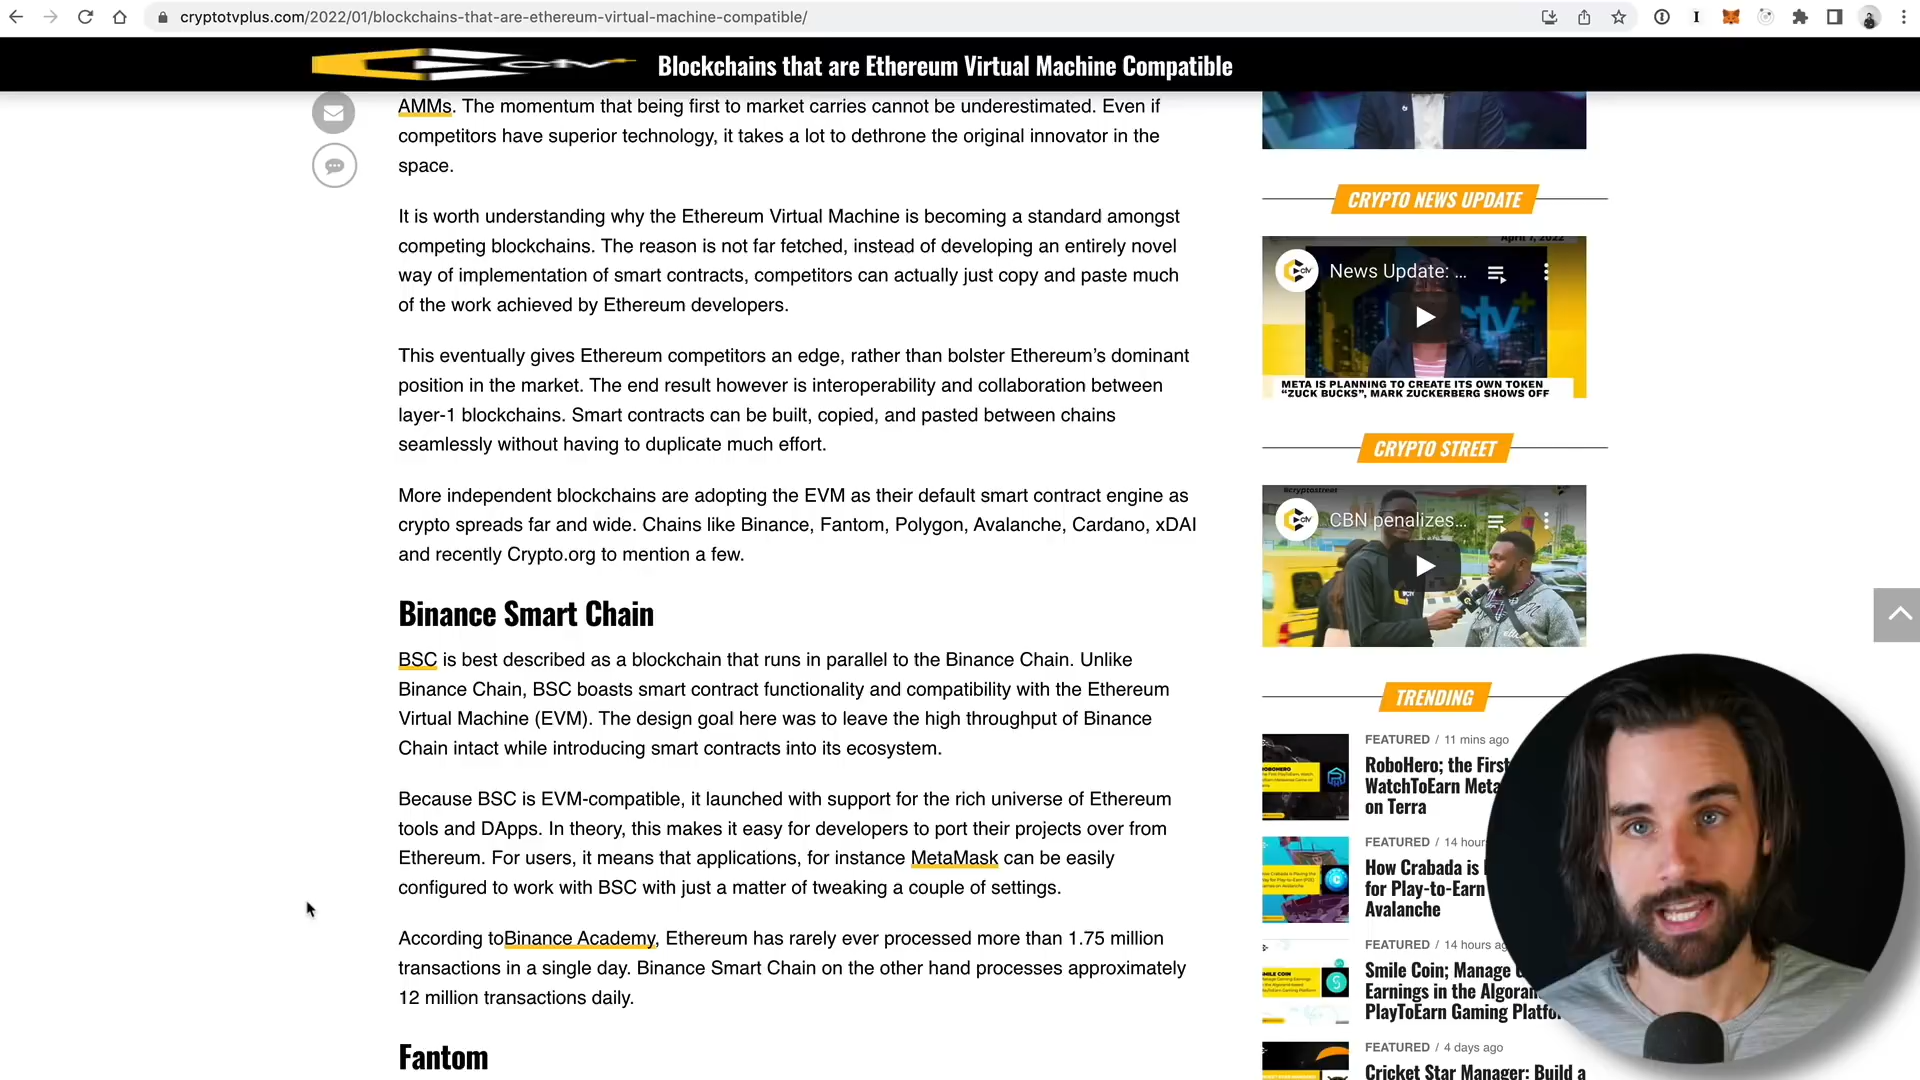 cryptotvplus.com/2022/01/blockchains-that-are-ethereum-virtual-machine-compatible/
Blockchains that are Ethereum Virtual Machine Compatible
AMMs. The momentum that being first to market carries cannot be underestimated. Even if
competitors have superior technology, it takes a lot to dethrone the original innovator in the
space.
It is worth understanding why the Ethereum Virtual Machine is becoming a standard amongst
competing blockchains. The reason is not far fetched, instead of developing an entirely novel
way of implementation of smart contracts, competitors can actually just copy and paste much
of the work achieved by Ethereum developers.
This eventually gives Ethereum competitors an edge, rather than bolster Ethereum’s dominant
position in the market. The end result however is interoperability and collaboration between
layer-1 blockchains. Smart contracts can be built, copied, and pasted between chains
seamlessly without having to duplicate much effort.
More independent blockchains are adopting the EVM as their default smart contract engine as
crypto spreads far and wide. Chains like Binance, Fantom, Polygon, Avalanche, Cardano, xDAI
and recently Crypto.org to mention a few.
Binance Smart Chain
BSC is best described as a blockchain that runs in parallel to the Binance Chain. Unlike
Binance Chain, BSC boasts smart contract functionality and compatibility with the Ethereum
Virtual Machine (EVM). The design goal here was to leave the high throughput of Binance
Chain intact while introducing smart contracts into its ecosystem.
Because BSC is EVM-compatible, it launched with support for the rich universe of Ethereum
tools and DApps. In theory, this makes it easy for developers to port their projects over from
Ethereum. For users, it means that applications, for instance MetaMask can be easily
configured to work with BSC with just a matter of tweaking a couple of settings.
According toBinance Academy, Ethereum has rarely ever processed more than 1.75 million
transactions in a single day. Binance Smart Chain on the other hand processes approximately
12 million transactions daily.
Fantom
CRYPTO NEWS UPDATE
April 7, 2022
News Update: ...
META IS PLANNING TO CREATE ITS OWN TOKEN
“ZUCK BUCKS”, MARK ZUCKERBERG SHOWS OFF
CRYPTO STREET
#cryptostreet
CBN penalizes...
TRENDING
FEATURED / 11 mins ago
RoboHero; the First
WatchToEarn Meta
on Terra
FEATURED / 14 hour
How Crabada is
for Play-to-Earn
Avalanche
FEATURED / 14 hours ag
Smile Coin; Manage
Earnings in the Algoran
PlayToEarn Gaming Platfo
FEATURED / 4 days ago
Cricket Star Manager: Build a